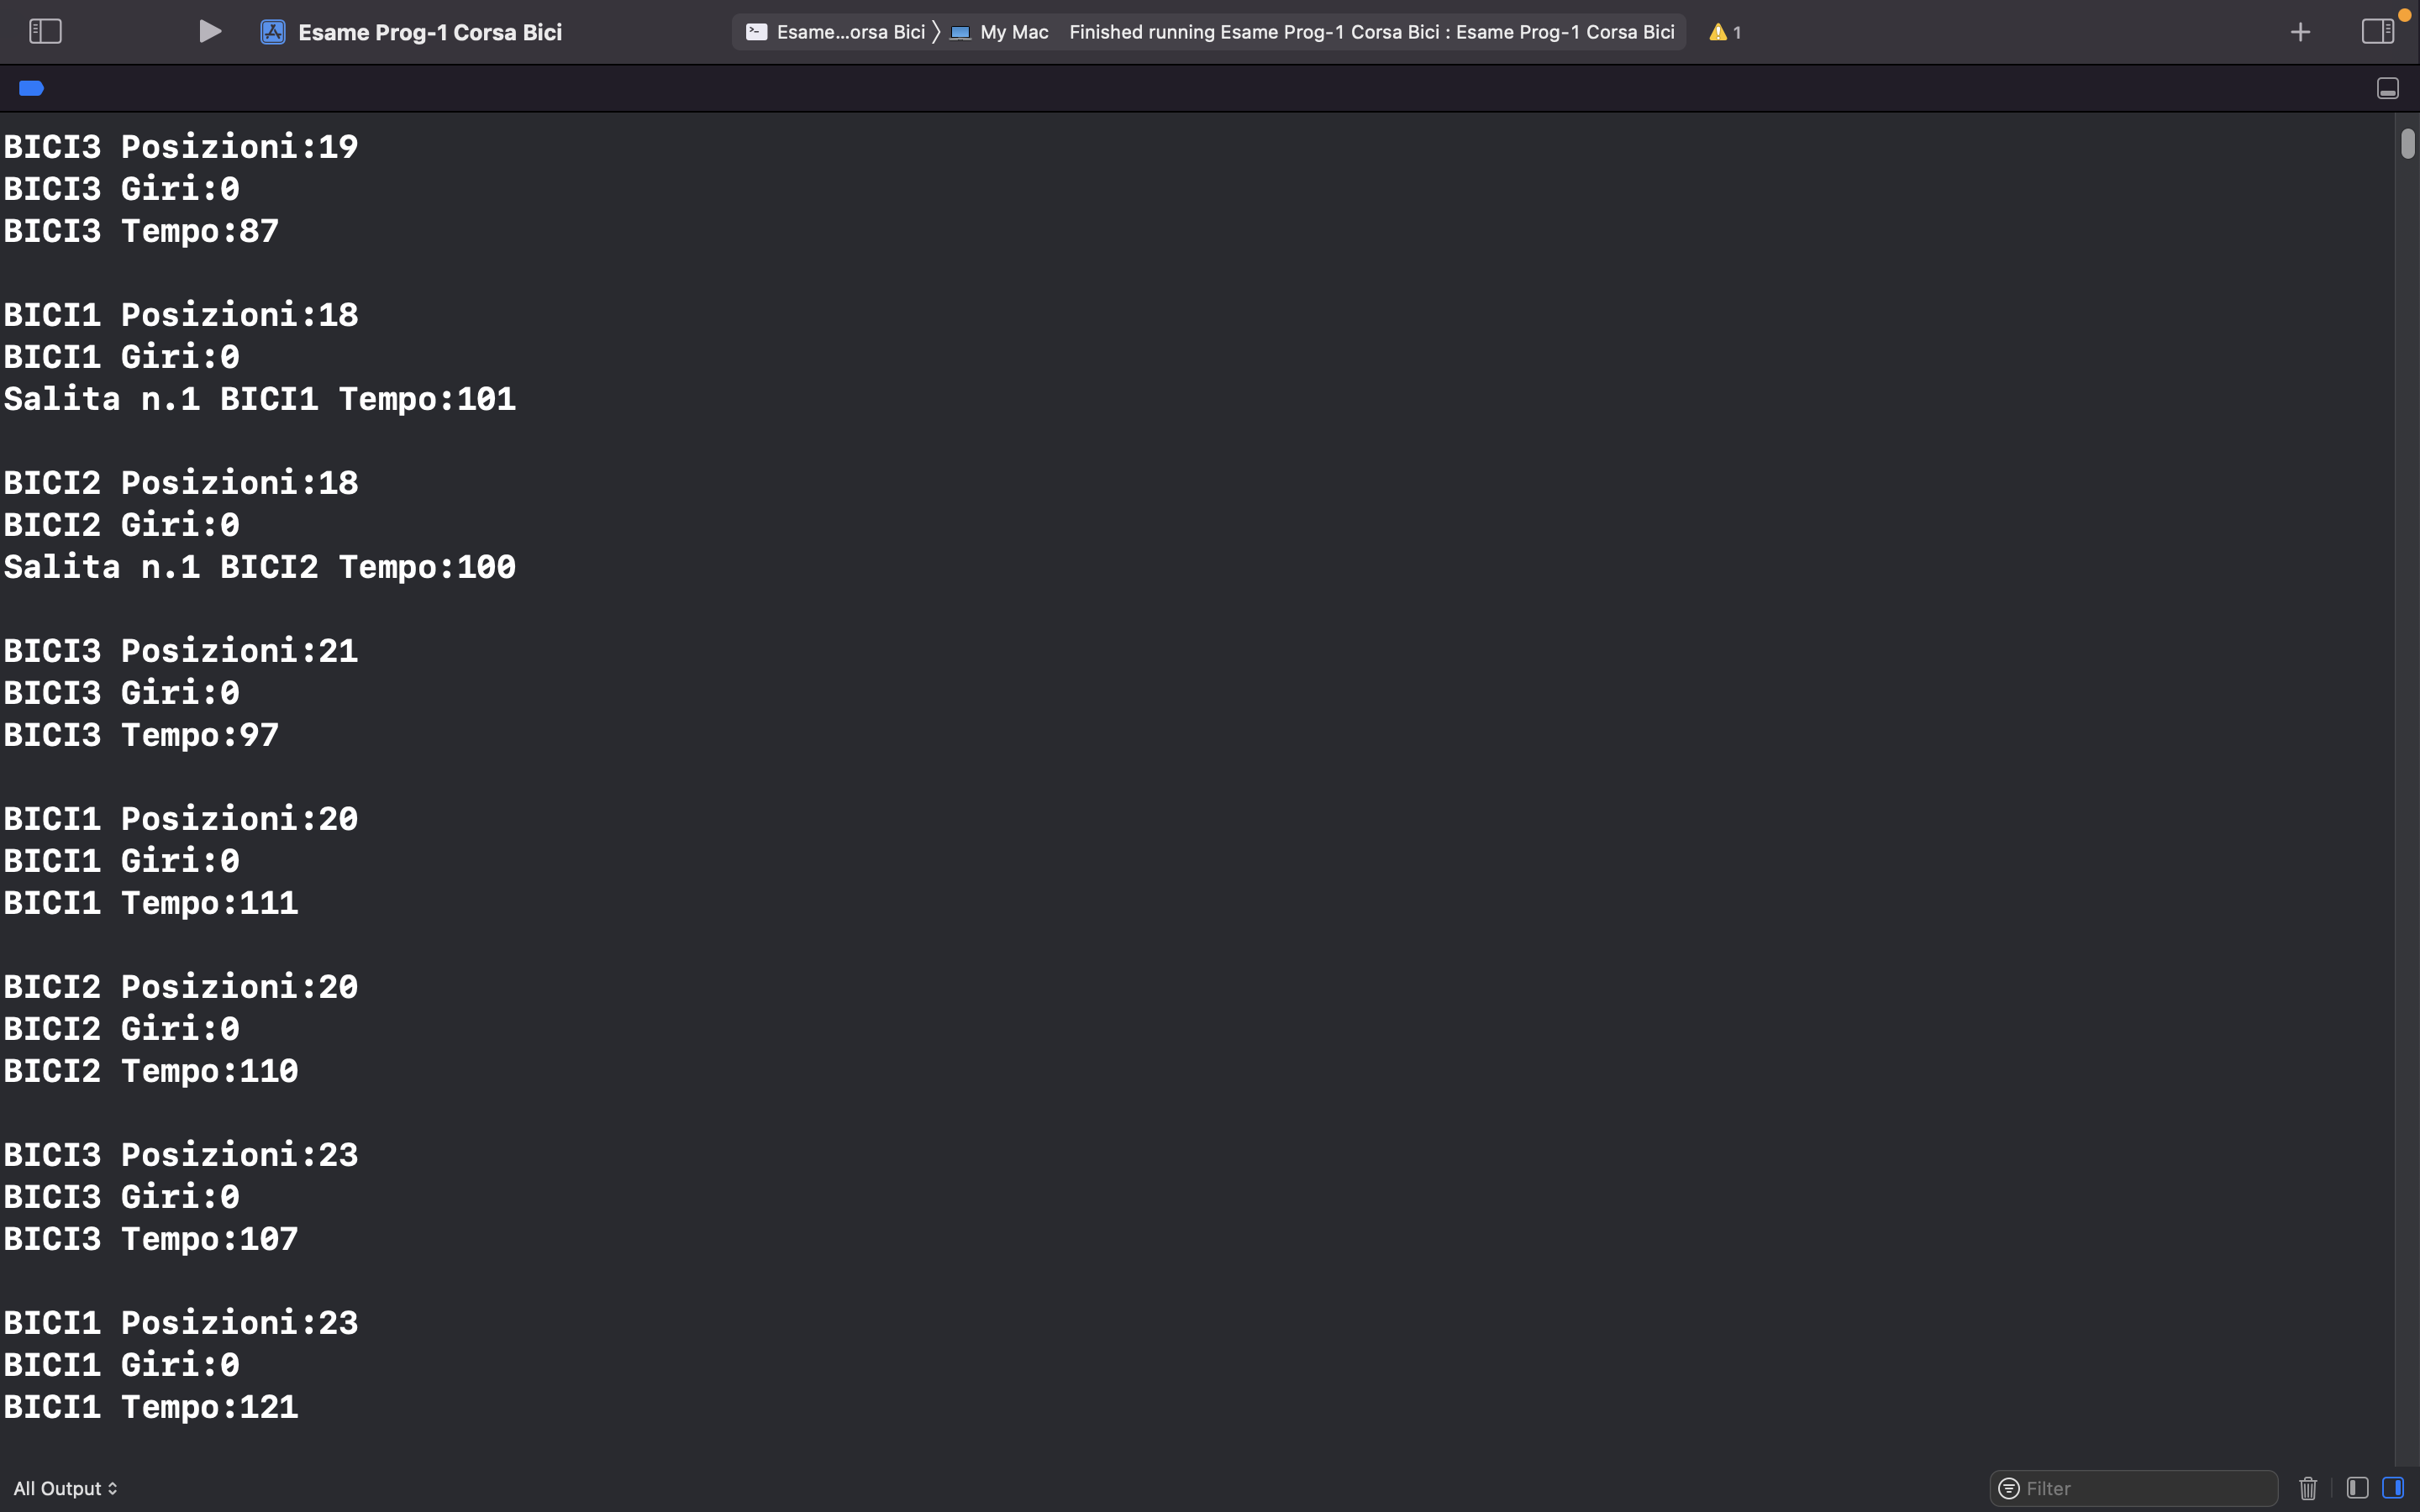 Esame Prog-1 Corsa Bici
Esame...orsa Bici 〉 My Mac Finished running Esame Prog-1 Corsa Bici : Esame Prog-1 Corsa Bici 1
BICI3 Posizioni:19
BICI3 Giri:0
BICI3 Tempo:87
BICI1 Posizioni:18
BICI1 Giri:0
Salita n.1 BICI1 Tempo:101
BICI2 Posizioni:18
BICI2 Giri:0
Salita n.1 BICI2 Tempo:100
BICI3 Posizioni:21
BICI3 Giri:0
BICI3 Tempo:97
BICI1 Posizioni:20
BICI1 Giri:0
BICI1 Tempo:111
BICI2 Posizioni:20
BICI2 Giri:0
BICI2 Tempo:110
BICI3 Posizioni:23
BICI3 Giri:0
BICI3 Tempo:107
BICI1 Posizioni:23
BICI1 Giri:0
BICI1 Tempo:121
All Output
Filter